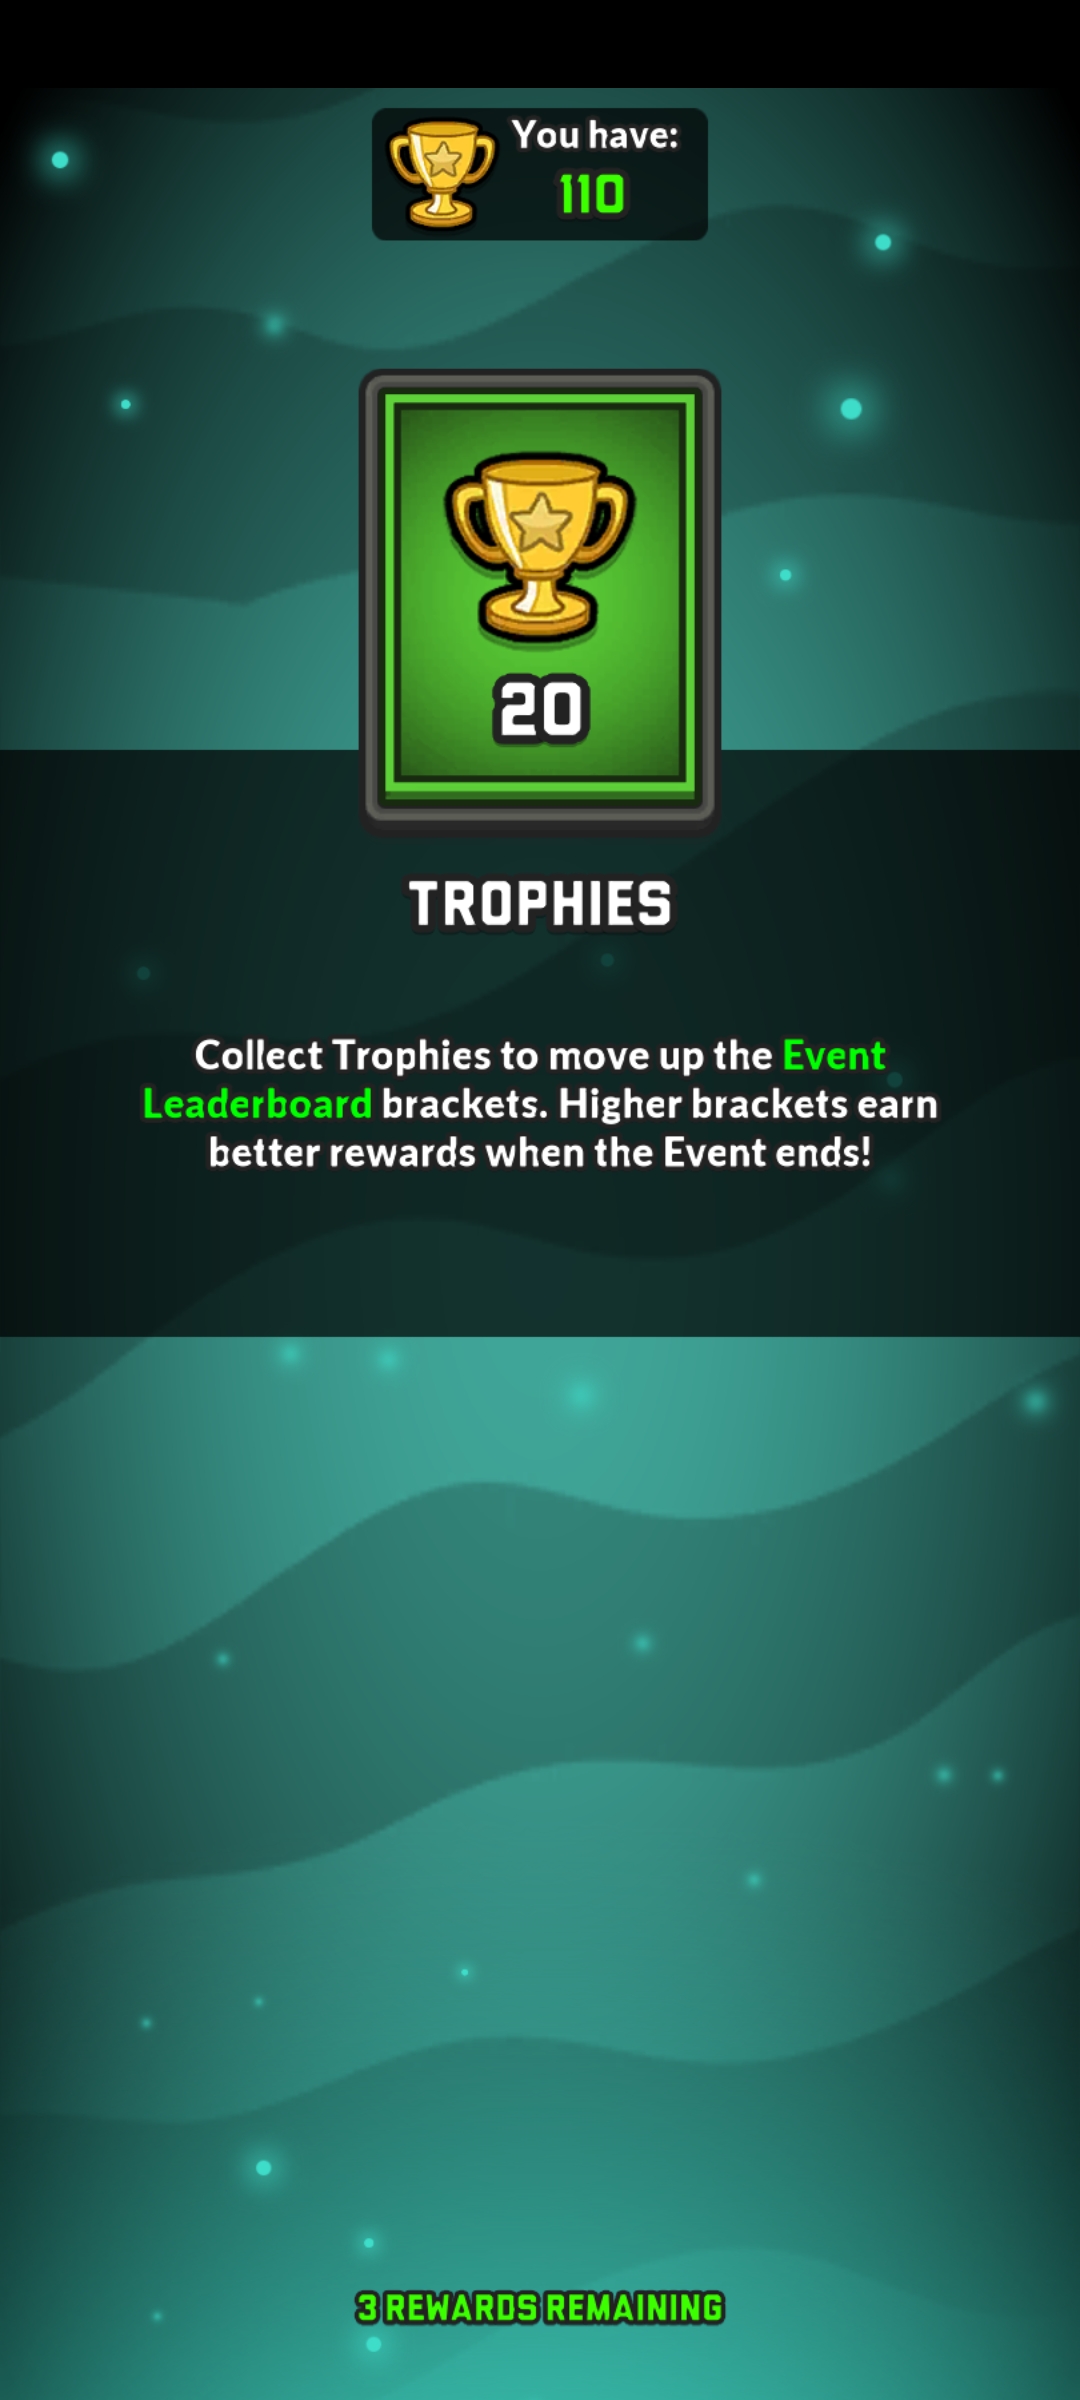 You have:
110
20
TROPHIES
Collect Trophies to move up the Event
Leaderboard brackets. Higher brackets earn
better rewards when the Event ends!
3 REWARDS REMAINING